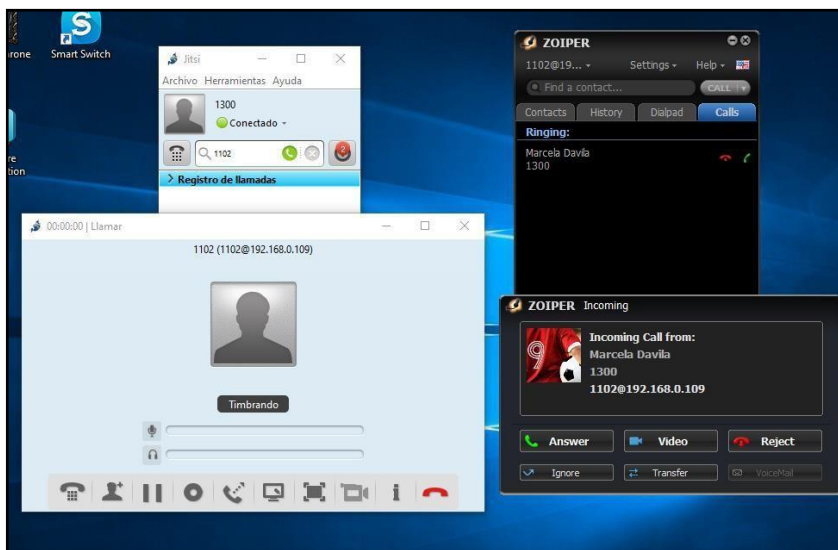 Smart Switch
Jitsi
Archivo Herramientas Ayuda
1300
Conectado
1102
2
Registro de llamadas
00:00:00 | Llamar
1102 (1102@192.168.0.109)
Timbrando
ZOIPER
1102@19... Settings Help
Find a contact... CALL
Contacts History Dialpad Calls
Ringing:
Marcela Davila
1300
ZOIPER Incoming
Incoming Call from:
Marcela Davila
1300
1102@192.168.0.109
9
Answer Video Reject
Ignore Transfer VoiceMail